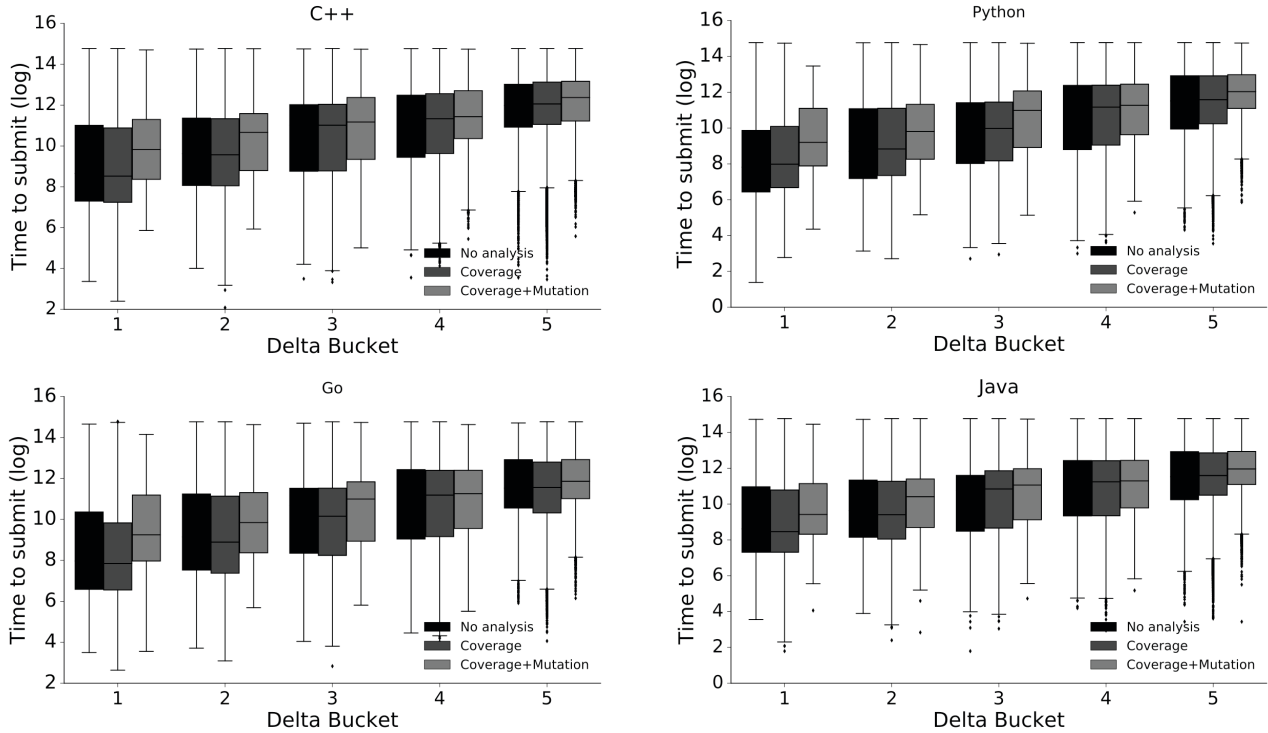 C++
16
14
12
10
8
6
4
2
Time to submit (log)
1 2 3 4 5
Delta Bucket
No analysis
Coverage
Coverage+Mutation
Python
16
14
12
10
8
6
4
2
0
Time to submit (log)
1 2 3 4 5
Delta Bucket
No analysis
Coverage
Coverage+Mutation
Go
16
14
12
10
8
6
4
2
Time to submit (log)
1 2 3 4 5
Delta Bucket
No analysis
Coverage
Coverage+Mutation
Java
16
14
12
10
8
6
4
2
0
Time to submit (log)
1 2 3 4 5
Delta Bucket
No analysis
Coverage
Coverage+Mutation